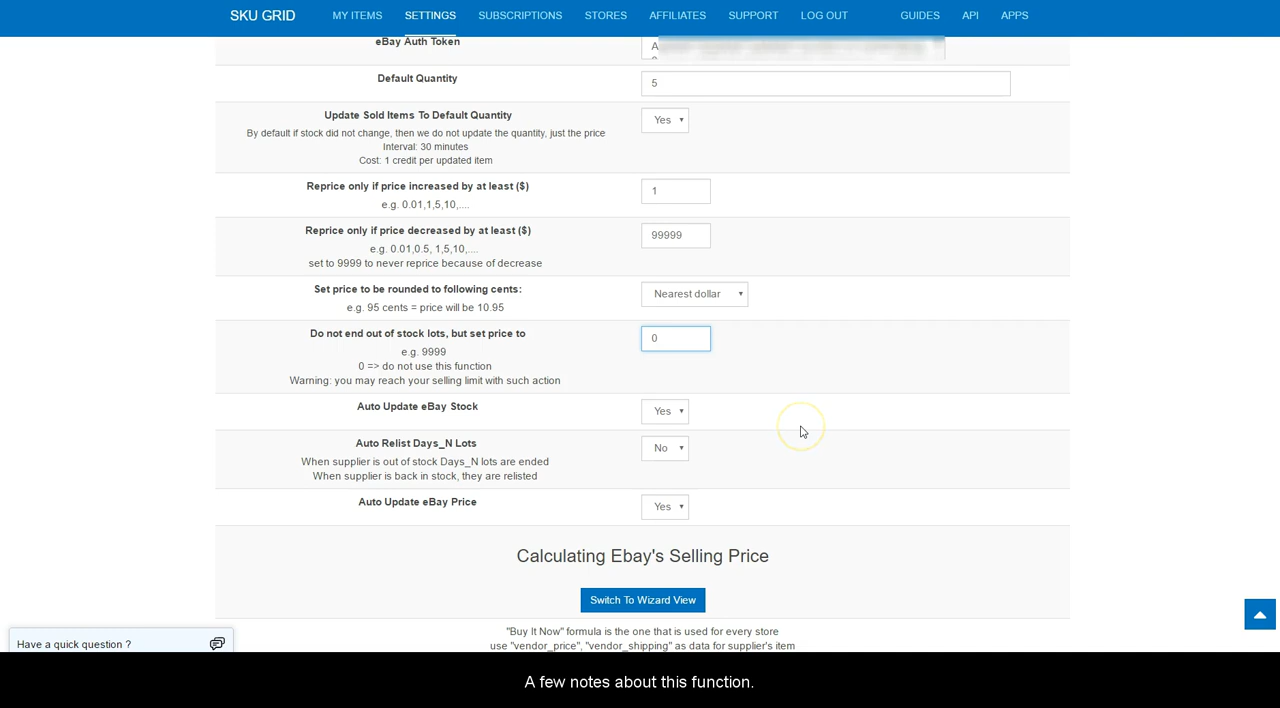 SKU GRID MY ITEMS SETTINGS SUBSCRIPTIONS STORES AFFILIATES SUPPORT LOG OUT GUIDES API APPS
eBay Auth Token A
Default Quantity 5
Update Sold Items To Default Quantity Yes
By default if stock did not change, then we do not update the quantity, just the price
Interval: 30 minutes
Cost: 1 credit per updated item
Reprice only if price increased by at least ($) 1
e.g. 0.01,1,5,10,....
Reprice only if price decreased by at least ($) 99999
e.g. 0.01,0.5, 1,5,10,....
set to 9999 to never reprice because of decrease
Set price to be rounded to following cents: Nearest dollar
e.g. 95 cents = price will be 10.95
Do not end out of stock lots, but set price to 0
e.g. 9999
0 => do not use this function
Warning: you may reach your selling limit with such action
Auto Update eBay Stock Yes
Auto Relist Days_N Lots No
When supplier is out of stock Days_N lots are ended
When supplier is back in stock, they are relisted
Auto Update eBay Price Yes
Calculating Ebay's Selling Price
Switch To Wizard View
"Buy It Now" formula is the one that is used for every store
use "vendor_price", "vendor_shipping" as data for supplier's item
Have a quick question ?
A few notes about this function.